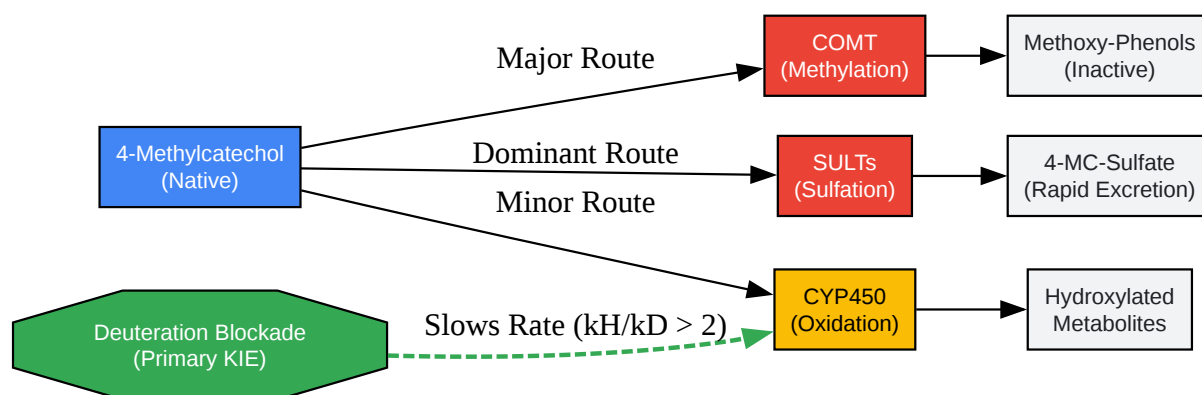 COMT
(Methylation)
Methoxy-Phenols
(Inactive)
Major Route
4-Methylcatechol
(Native)
Dominant Route
SULTs
(Sulfation)
4-MC-Sulfate
(Rapid Excretion)
Minor Route
CYP450
(Oxidation)
Hydroxylated
Metabolites
Deuteration Blockade
(Primary KIE)
Slows Rate (kH/kD > 2)